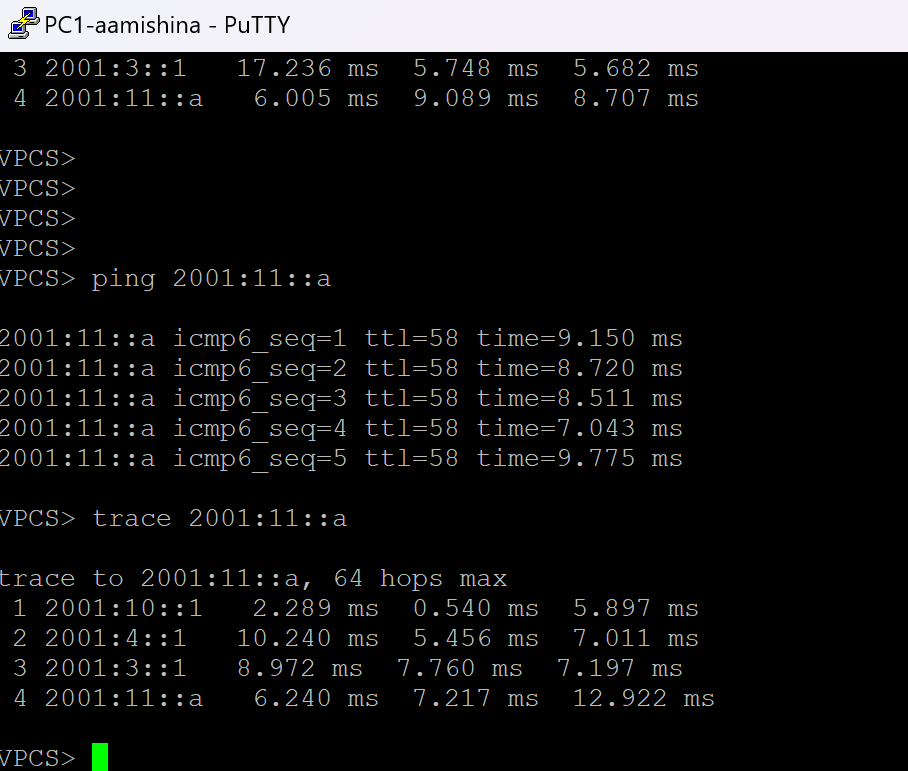 PC1-aamishina - PuTTY
3 2001:3::1 17.236 ms 5.748 ms 5.682 ms
4 2001:11::a 6.005 ms 9.089 ms 8.707 ms
VPCS>
VPCS>
VPCS>
VPCS>
VPCS> ping 2001:11::a
2001:11::a icmp6_seq=1 ttl=58 time=9.150 ms
2001:11::a icmp6_seq=2 ttl=58 time=8.720 ms
2001:11::a icmp6_seq=3 ttl=58 time=8.511 ms
2001:11::a icmp6_seq=4 ttl=58 time=7.043 ms
2001:11::a icmp6_seq=5 ttl=58 time=9.775 ms
VPCS> trace 2001:11::a
trace to 2001:11::a, 64 hops max
1 2001:10::1 2.289 ms 0.540 ms 5.897 ms
2 2001:4::1 10.240 ms 5.456 ms 7.011 ms
3 2001:3::1 8.972 ms 7.760 ms 7.197 ms
4 2001:11::a 6.240 ms 7.217 ms 12.922 ms
VPCS>